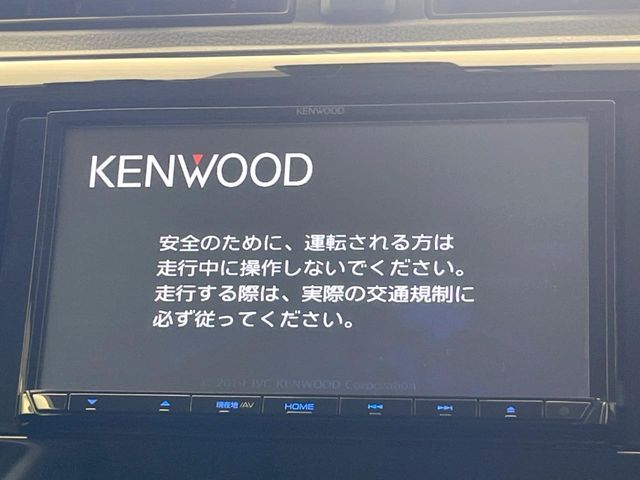 KENWOOD
KENWOOD
安全のために、運転される方は
走行中に操作しないでください。
走行する際は、実際の交通規制に
必ず従ってください。
© 2019 JVC KENWOOD Corporation
現在地/AV HOME